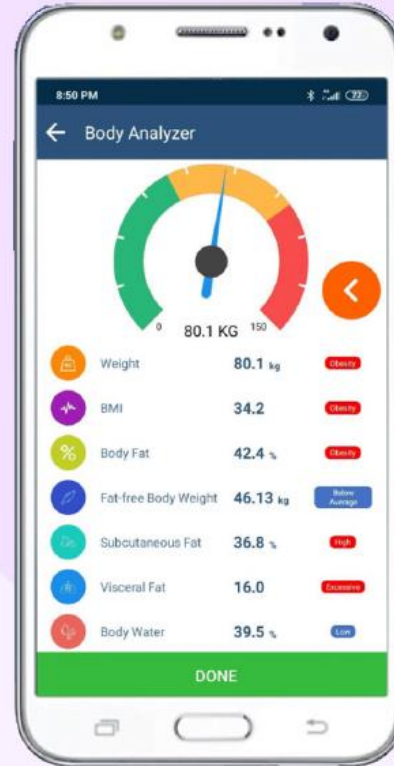 8:50 PM 22
Body Analyzer
0 80.1 KG 150
Weight 80.1 kg Obesity
BMI 34.2 Obesity
Body Fat 42.4 % Obesity
Fat-free Body Weight 46.13 kg Below Average
Subcutaneous Fat 36.8 % High
Visceral Fat 16.0 Excessive
Body Water 39.5 % Low
DONE